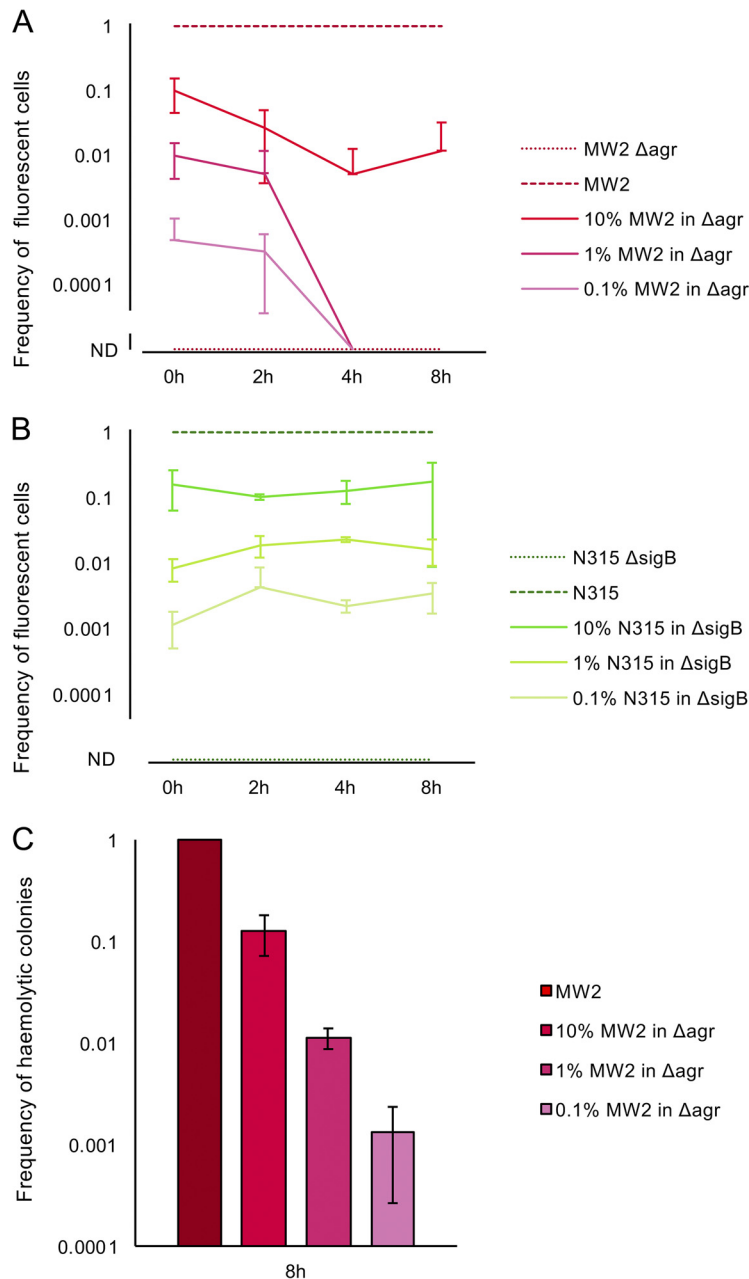 A
Frequency of fluorescent cells
1
0.1
0.01
0.001
0.0001
ND
0h 2h 4h 8h
MW2 Δagr
MW2
10% MW2 in Δagr
1% MW2 in Δagr
0.1% MW2 in Δagr
B
Frequency of fluorescent cells
1
0.1
0.01
0.001
0.0001
ND
0h 2h 4h 8h
N315 ΔsigB
N315
10% N315 in ΔsigB
1% N315 in ΔsigB
0.1% N315 in ΔsigB
C
Frequency of haemolytic colonies
1
0.1
0.01
0.001
0.0001
8h
MW2
10% MW2 in Δagr
1% MW2 in Δagr
0.1% MW2 in Δagr